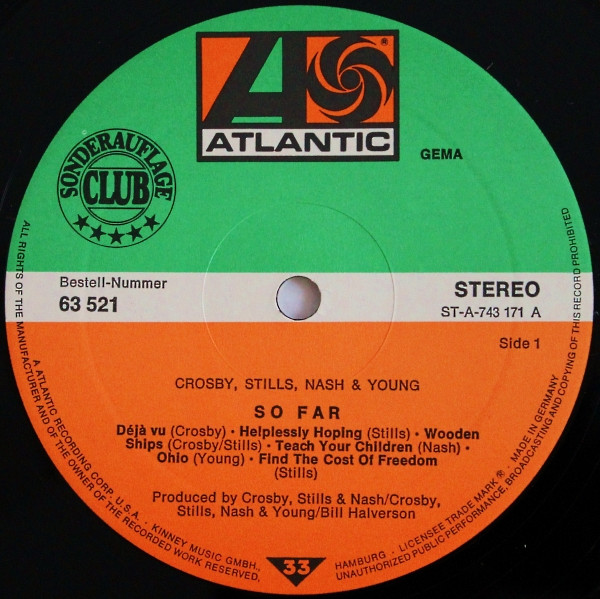 ATLANTIC
®
GEMA
SONDERAUFLAGE
CLUB
Bestell-Nummer
63 521
STEREO
ST-A-743 171 A
Side 1
CROSBY, STILLS, NASH & YOUNG
SO FAR
Déjà vu (Crosby) · Helplessly Hoping (Stills) · Wooden
Ships (Crosby/Stills) · Teach Your Children (Nash) ·
Ohio (Young) · Find The Cost Of Freedom
(Stills)
Produced by Crosby, Stills & Nash/Crosby,
Stills, Nash & Young/Bill Halverson
33
ALL RIGHTS OF THE MANUFACTURER AND OF THE OWNER OF THE RECORDED WORK RESERVED,
A ATLANTIC RECORDING CORP. U.S.A. · KINNEY MUSIC GMBH.,
HAMBURG · LICENSEE TRADE MARK ® · MADE IN GERMANY
UNAUTHORIZED PUBLIC PERFORMANCE, BROADCASTING AND COPYING OF THIS RECORD PROHIBITED